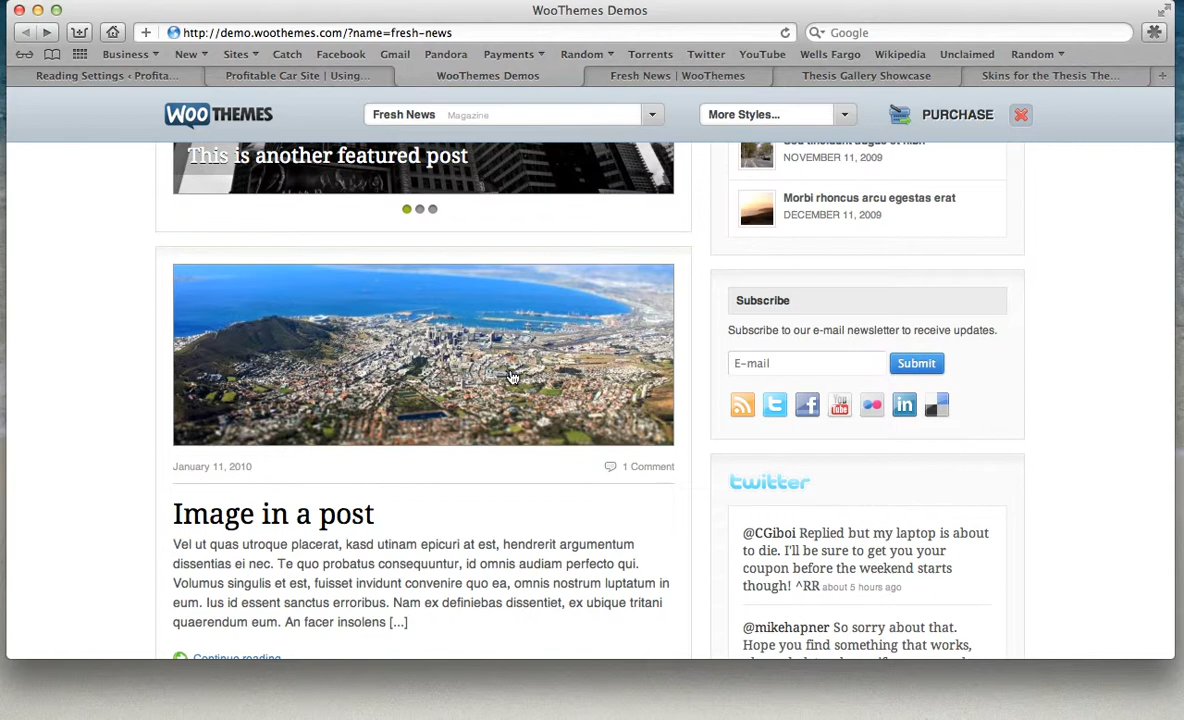 WooThemes Demos
http://demo.woothemes.com/?name=fresh-news
Google
Business New Sites Catch Facebook Gmail Pandora Payments Random Torrents Twitter YouTube Wells Fargo Wikipedia Unclaimed Random
Reading Settings ‹ Profita... Profitable Car Site | Using... WooThemes Demos Fresh News | WooThemes Thesis Gallery Showcase Skins for the Thesis The...
WOOTHEMES
Fresh News Magazine
More Styles...
PURCHASE
This is another featured post
NOVEMBER 11, 2009
Morbi rhoncus arcu egestas erat
DECEMBER 11, 2009
January 11, 2010
1 Comment
Image in a post
Vel ut quas utroque placerat, kasd utinam epicuri at est, hendrerit argumentum
dissentias ei nec. Te quo probatus consequuntur, id omnis audiam perfecto qui.
Volumus singulis et est, fuisset invidunt convenire quo ea, omnis nostrum luptatum in
eum. Ius id essent sanctus erroribus. Nam ex definiebas dissentiet, ex ubique tritani
quaerendum eum. An facer insolens [...]
Continue reading
Subscribe
Subscribe to our e-mail newsletter to receive updates.
E-mail
Submit
You
Tube
in
twitter
@CGiboi Replied but my laptop is about
to die. I'll be sure to get you your
coupon before the weekend starts
though! ^RR about 5 hours ago
@mikehapner So sorry about that.
Hope you find something that works,